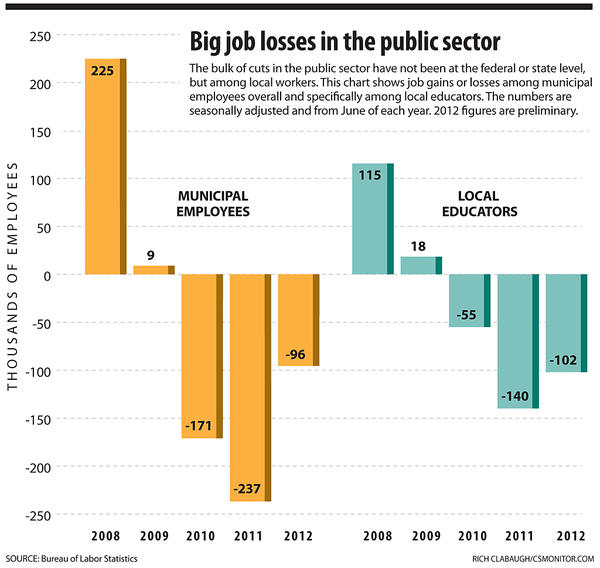 Big job losses in the public sector
The bulk of cuts in the public sector have not been at the federal or state level,
but among local workers. This chart shows job gains or losses among municipal
employees overall and specifically among local educators. The numbers are
seasonally adjusted and from June of each year. 2012 figures are preliminary.
THOUSANDS OF EMPLOYEES
250
200
150
100
50
0
-50
-100
-150
-200
-250
MUNICIPAL
EMPLOYEES
225
9
-171
-237
-96
LOCAL
EDUCATORS
115
18
-55
-140
-102
2008 2009 2010 2011 2012 2008 2009 2010 2011 2012
SOURCE: Bureau of Labor Statistics
RICH CLABAUGH/CSMONITOR.COM